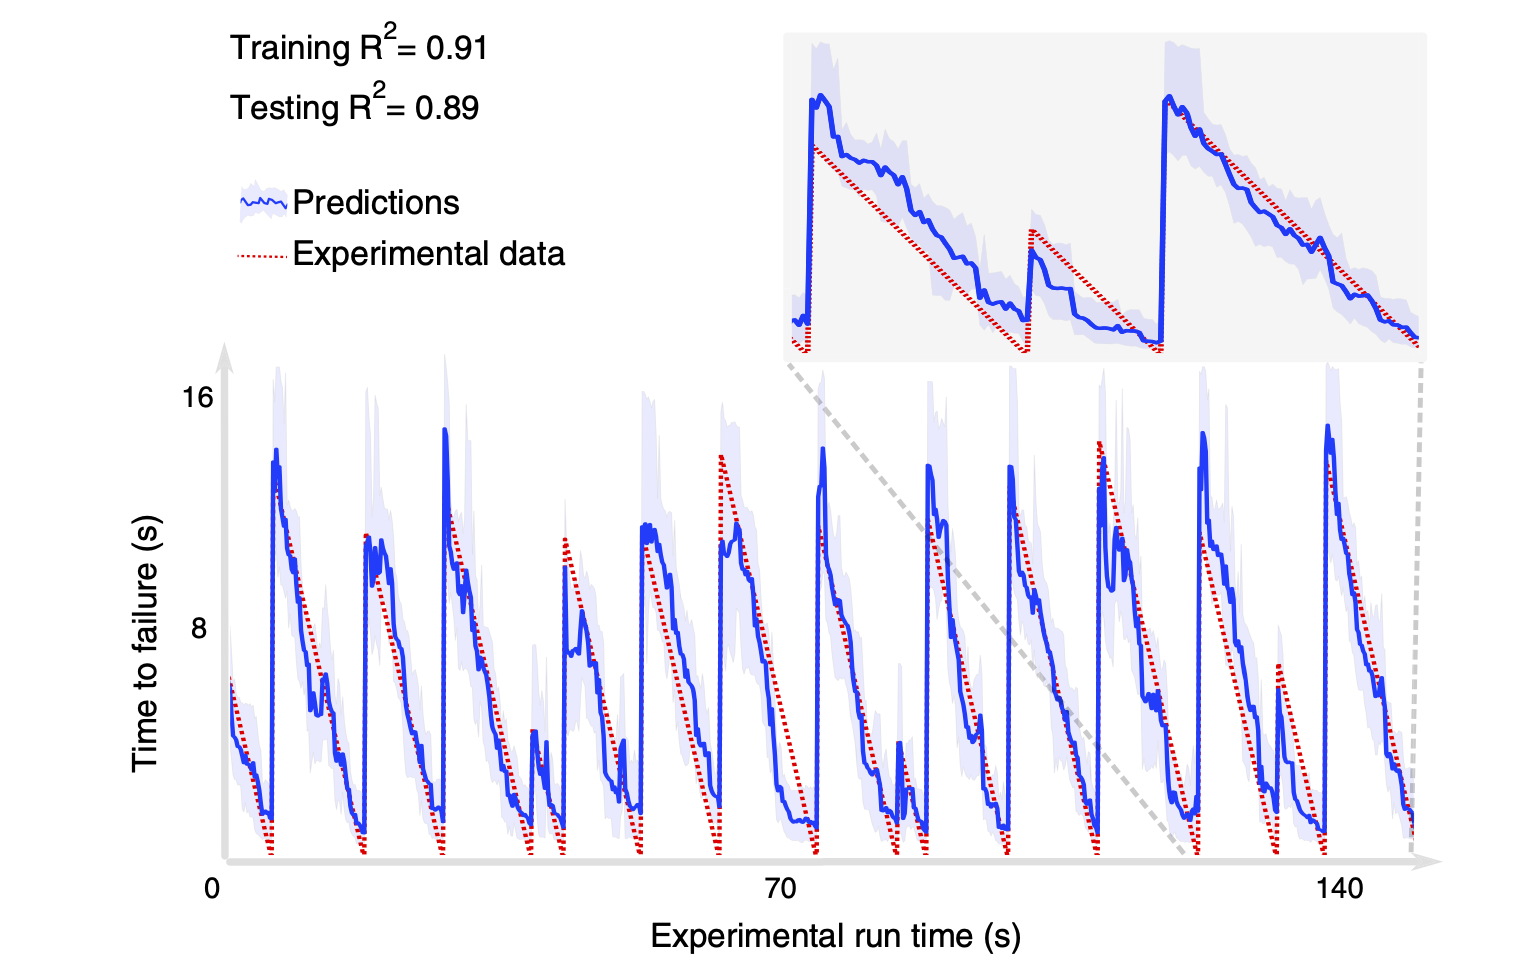 Training R²= 0.91
Testing R²= 0.89
Predictions
Experimental data
16
8
Time to failure (s)
0
70
140
Experimental run time (s)